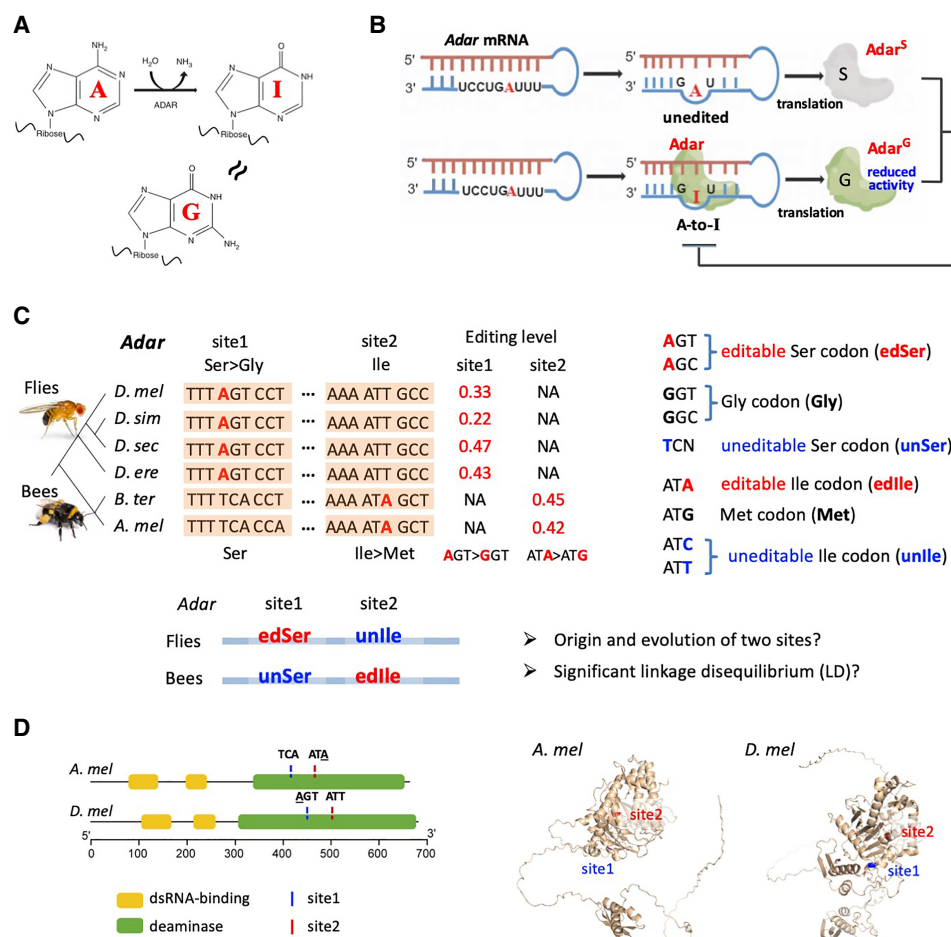 A
NH₂
N
N
A
N
N
Ribose
H₂O
NH₃
ADAR
O
N
NH
I
N
N
Ribose
O
N
NH
G
N
N
NH₂
Ribose
B
Adar mRNA
5'
3'
UCCUGAUUU
G A U
unedited
translation
S
Adarˢ
5'
3'
UCCUGAUUU
Adar
5'
3'
G I U
A-to-I
translation
G
Adarᴳ
reduced
activity
C
Adar
site1
Ser>Gly
site2
Ile
Editing level
site1 site2
Flies
Bees
D. mel TTT AGT CCT ••• AAA ATT GCC 0.33 NA
D. sim TTT AGT CCT ••• AAA ATT GCC 0.22 NA
D. sec TTT AGT CCT ••• AAA ATT GCC 0.47 NA
D. ere TTT AGT CCT ••• AAA ATT GCC 0.43 NA
B. ter TTT TCA CCT ••• AAA ATA GCT NA 0.45
A. mel TTT TCA CCA ••• AAA ATA GCT NA 0.42
Ser Ile>Met AGT>GGT ATA>ATG
AGT
AGC
editable Ser codon (edSer)
GGT
GGC
Gly codon (Gly)
TCN uneditable Ser codon (unSer)
ATA editable Ile codon (edIle)
ATG Met codon (Met)
ATC
ATT
uneditable Ile codon (unIle)
Adar site1 site2
Flies edSer unIle
Bees unSer edIle
➢ Origin and evolution of two sites?
➢ Significant linkage disequilibrium (LD)?
D
TCA ATA
A. mel
AGT ATT
D. mel
5' 3'
0 100 200 300 400 500 600 700
dsRNA-binding site1
deaminase site2
A. mel
site2
site1
D. mel
site2
site1